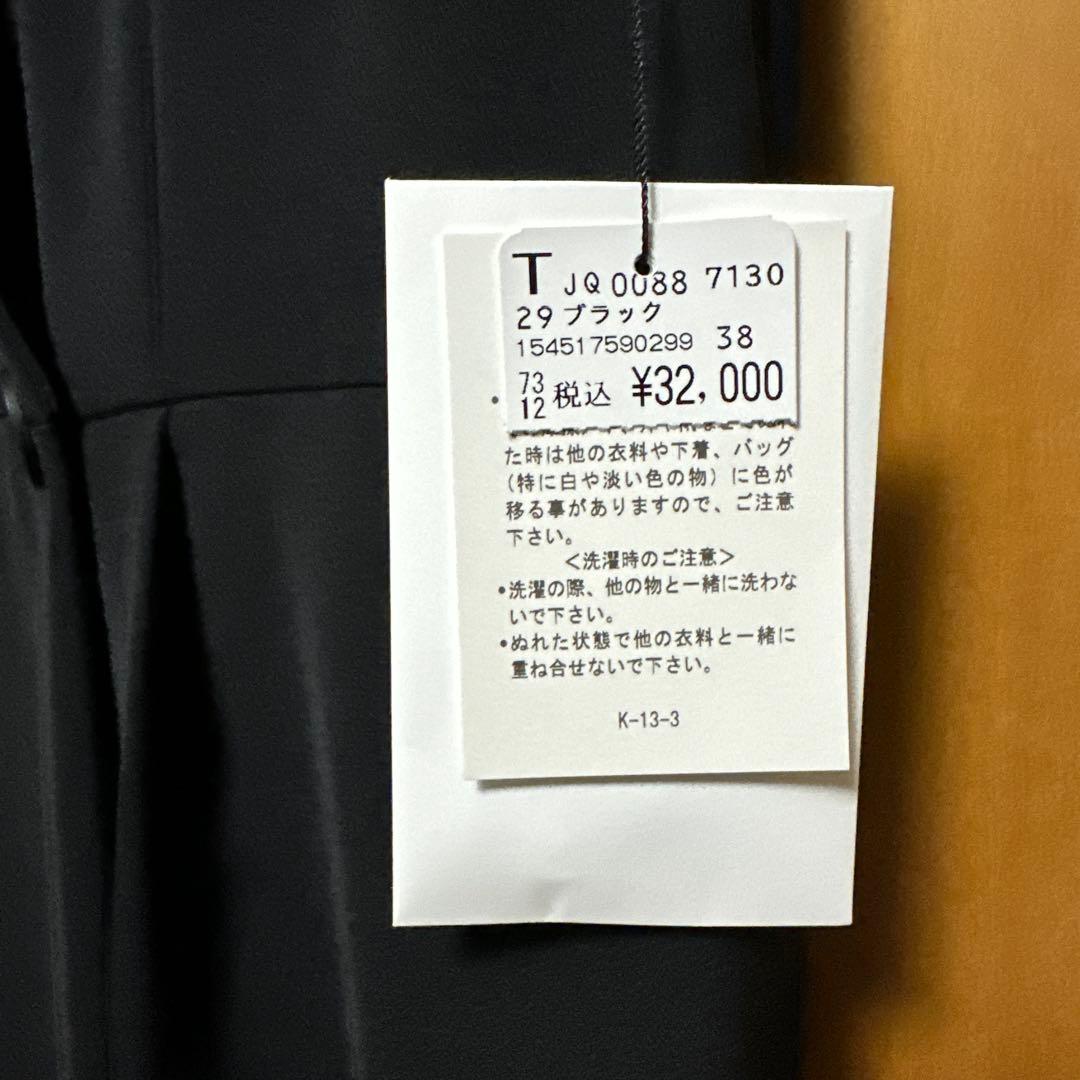 T JQ 0088 7130
29 ブラック
154517590299 38
73
12 税込 ¥32,000
た時は他の衣料や下着、バッグ
(特に白や淡い色の物) に色が
移る事がありますので、ご注意
下さい。
<洗濯時のご注意>
•洗濯の際、他の物と一緒に洗わな
いで下さい。
•ぬれた状態で他の衣料と一緒に
重ね合せないで下さい。
K-13-3